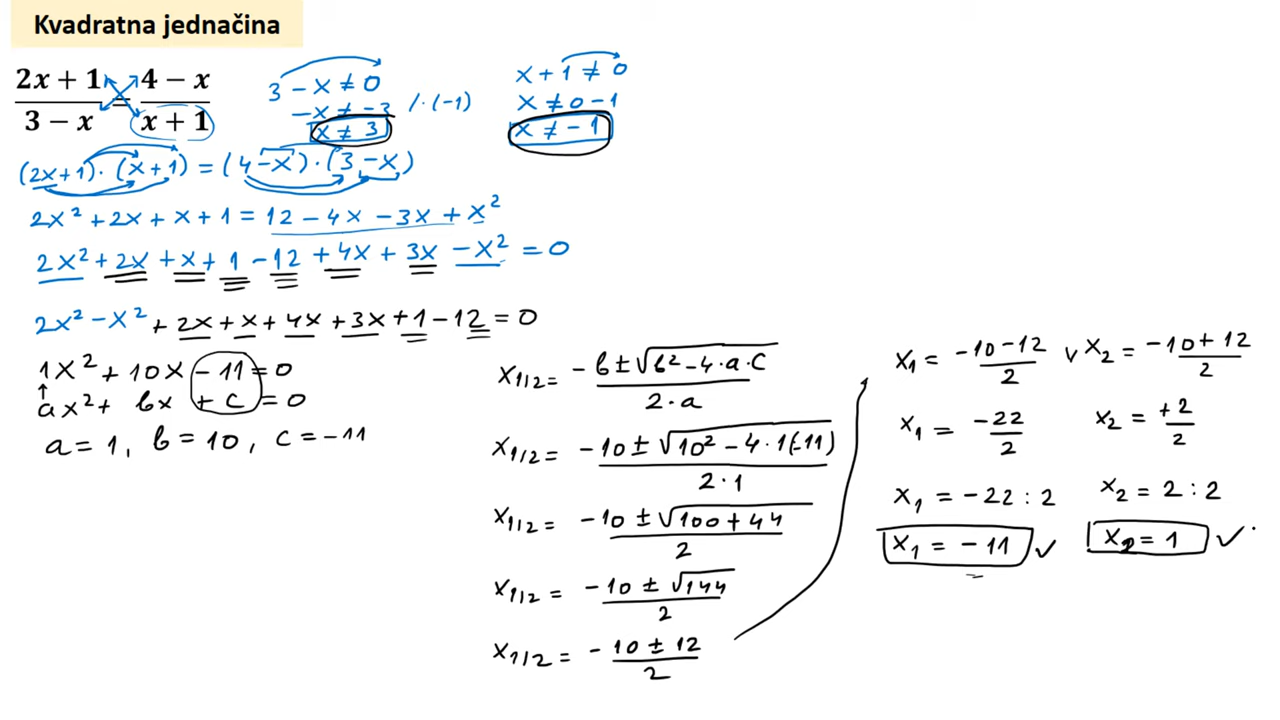 Kvadratna jednačina
2x + 1 / 3 − x = 4 − x / x + 1
3 − x ≠ 0
−x ≠ −3 /·(−1)
x ≠ 3
x + 1 ≠ 0
x ≠ 0 − 1
x ≠ −1
(2x+1)·(x+1) = (4−x)·(3−x)
2x² + 2x + x + 1 = 12 − 4x − 3x + x²
2x² + 2x + x + 1 − 12 + 4x + 3x − x² = 0
2x² − x² + 2x + x + 4x + 3x + 1 − 12 = 0
1x² + 10x − 11 = 0
ax² + bx + c = 0
a = 1, b = 10, c = −11
x1/2 = −b ± √b² − 4·a·c / 2·a
x1/2 = −10 ± √10² − 4·1(−11) / 2·1
x1/2 = −10 ± √100 + 44 / 2
x1/2 = −10 ± √144 / 2
x1/2 = −10 ± 12 / 2
x₁ = −10 − 12 / 2 v x₂ = −10 + 12 / 2
x₁ = −22 / 2
x₁ = −22 : 2
x₁ = −11 ✓
x₂ = +2 / 2
x₂ = 2 : 2
x₂ = 1 ✓